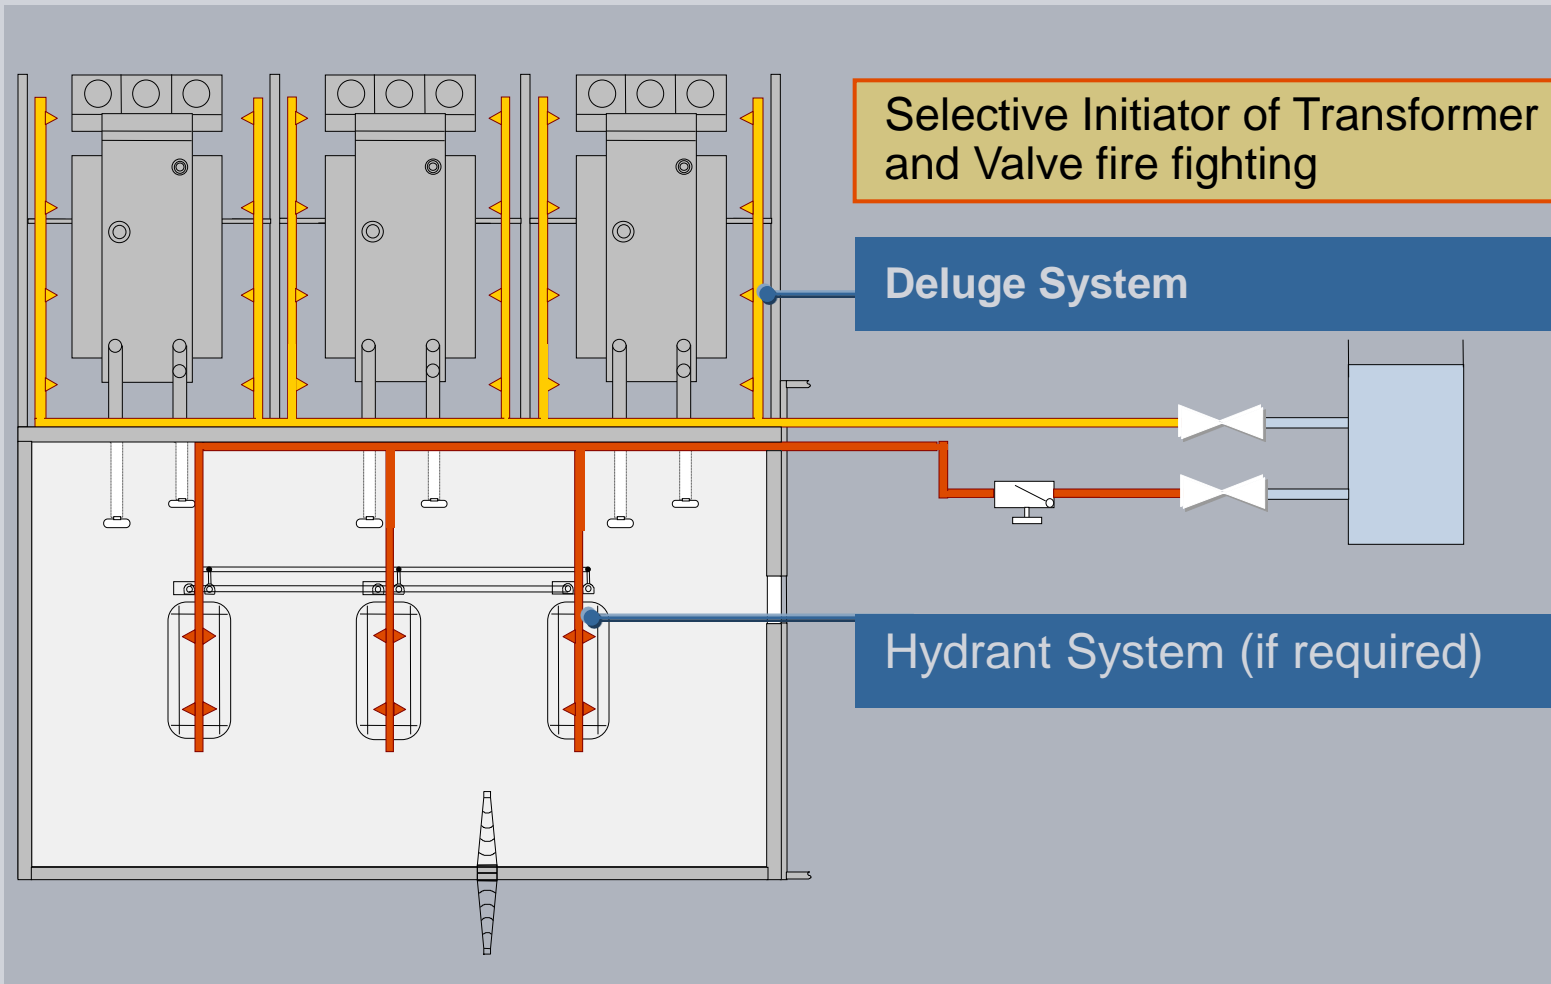 Selective Initiator of Transformer
and Valve fire fighting
Deluge System
Hydrant System (if required)